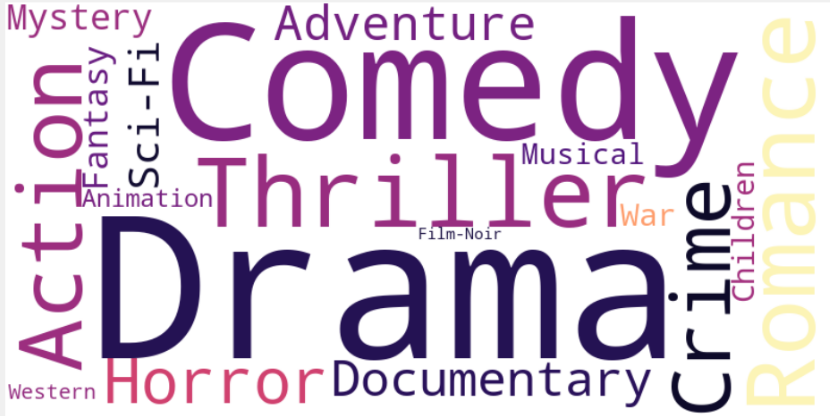 Mystery
Adventure
Comedy
Action
Fantasy
Sci-Fi
Musical
Thriller
Animation
War
Film-Noir
Drama
Crime
Children
Romance
Western
Horror
Documentary